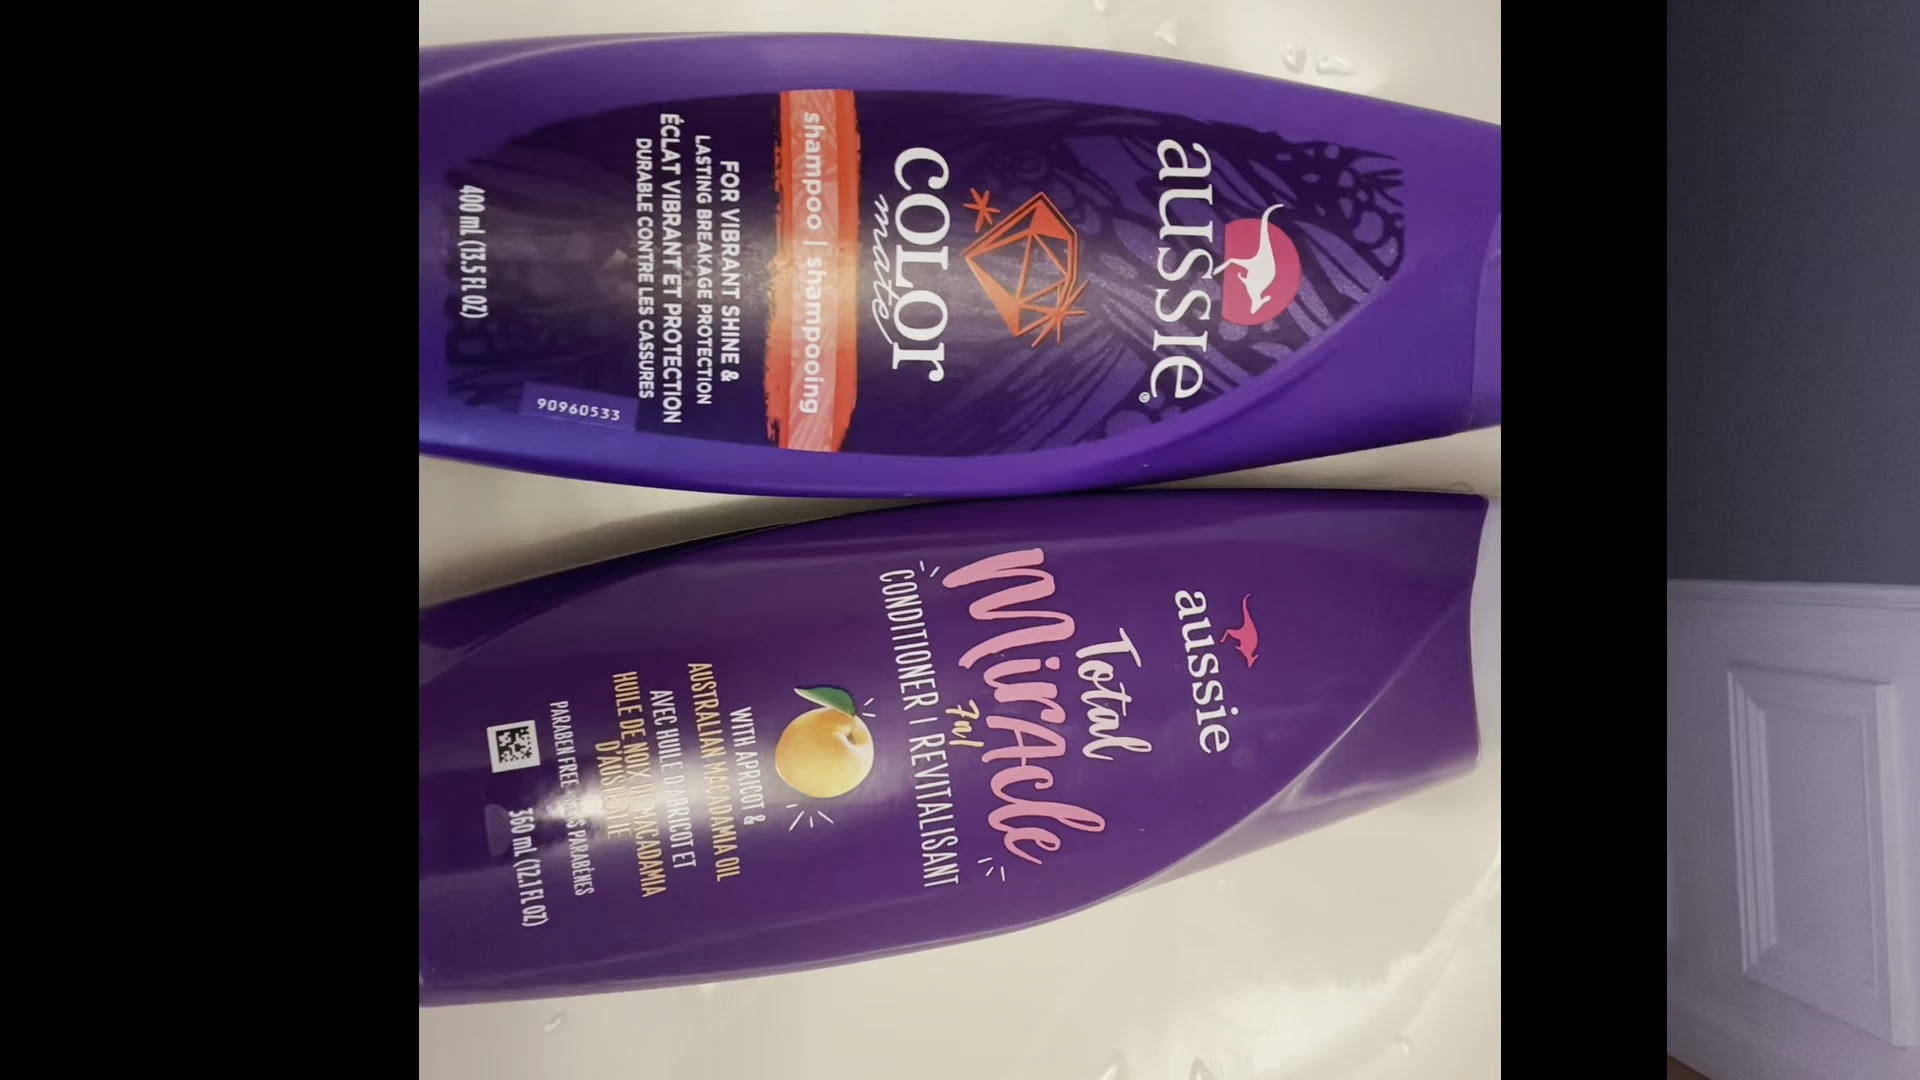 aussie®
COLOR
mate
shampoo | shampooing
FOR VIBRANT SHINE &
LASTING BREAKAGE PROTECTION
ÉCLAT VIBRANT ET PROTECTION
DURABLE CONTRE LES CASSURES
90960533
400 mL (13.5 FL OZ)
aussie
Total
Miracle
7n1
CONDITIONER | REVITALISANT
WITH APRICOT &
AUSTRALIAN MACADAMIA OIL
AVEC HUILE D'ABRICOT ET
HUILE DE NOIX DE MACADAMIA
D'AUSTRALIE
PARABEN FREE SANS PARABÈNES
360 mL (12.1 FL OZ)